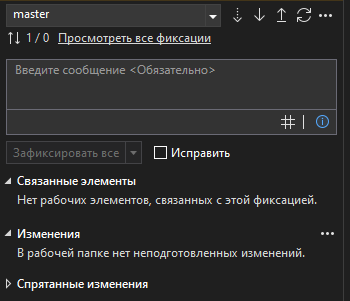 master
1 / 0 Просмотреть все фиксации
Введите сообщение <Обязательно>
Зафиксировать все Исправить
Связанные элементы
Нет рабочих элементов, связанных с этой фиксацией.
Изменения
В рабочей папке нет неподготовленных изменений.
Спрятанные изменения